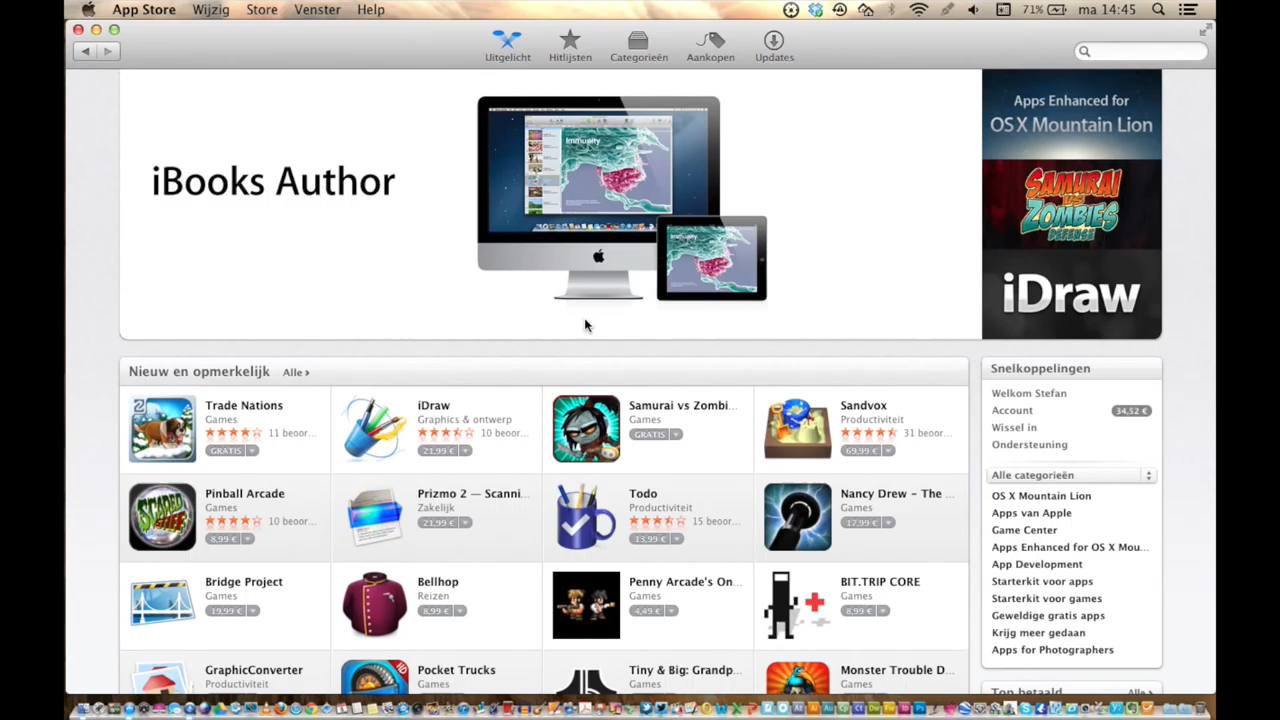 App Store Wijzig Store Venster Help 71% ma 14:45
Uitgelicht Hitlijsten Categorieën Aankopen Updates
iBooks Author
Immunity
Immunity
Apps Enhanced for
OS X Mountain Lion
SAMURAI
VS
ZOMBIES
DEFENSE
iDraw
Nieuw en opmerkelijk Alle ›
Trade Nations
Games
11 beoor...
GRATIS
iDraw
Graphics & ontwerp
10 beoor...
21,99 €
Samurai vs Zombi...
Games
GRATIS
Sandvox
Productiviteit
31 beoor...
69,99 €
Pinball Arcade
Games
10 beoor...
8,99 €
Prizmo 2 — Scanni...
Zakelijk
21,99 €
Todo
Productiviteit
15 beoor...
13,99 €
Nancy Drew – The ...
Games
17,99 €
Bridge Project
Games
19,99 €
Bellhop
Reizen
8,99 €
Penny Arcade's On...
Games
4,49 €
BIT.TRIP CORE
Games
8,99 €
GraphicConverter
Productiviteit
Pocket Trucks
Games
HD
Tiny & Big: Grandp...
Games
Monster Trouble D...
Games
Snelkoppelingen
Welkom Stefan
Account 34,52 €
Wissel in
Ondersteuning
Alle categorieën
OS X Mountain Lion
Apps van Apple
Game Center
Apps Enhanced for OS X Mou...
App Development
Starterkit voor apps
Starterkit voor games
Geweldige gratis apps
Krijg meer gedaan
Apps for Photographers
Top betaald Alle ›